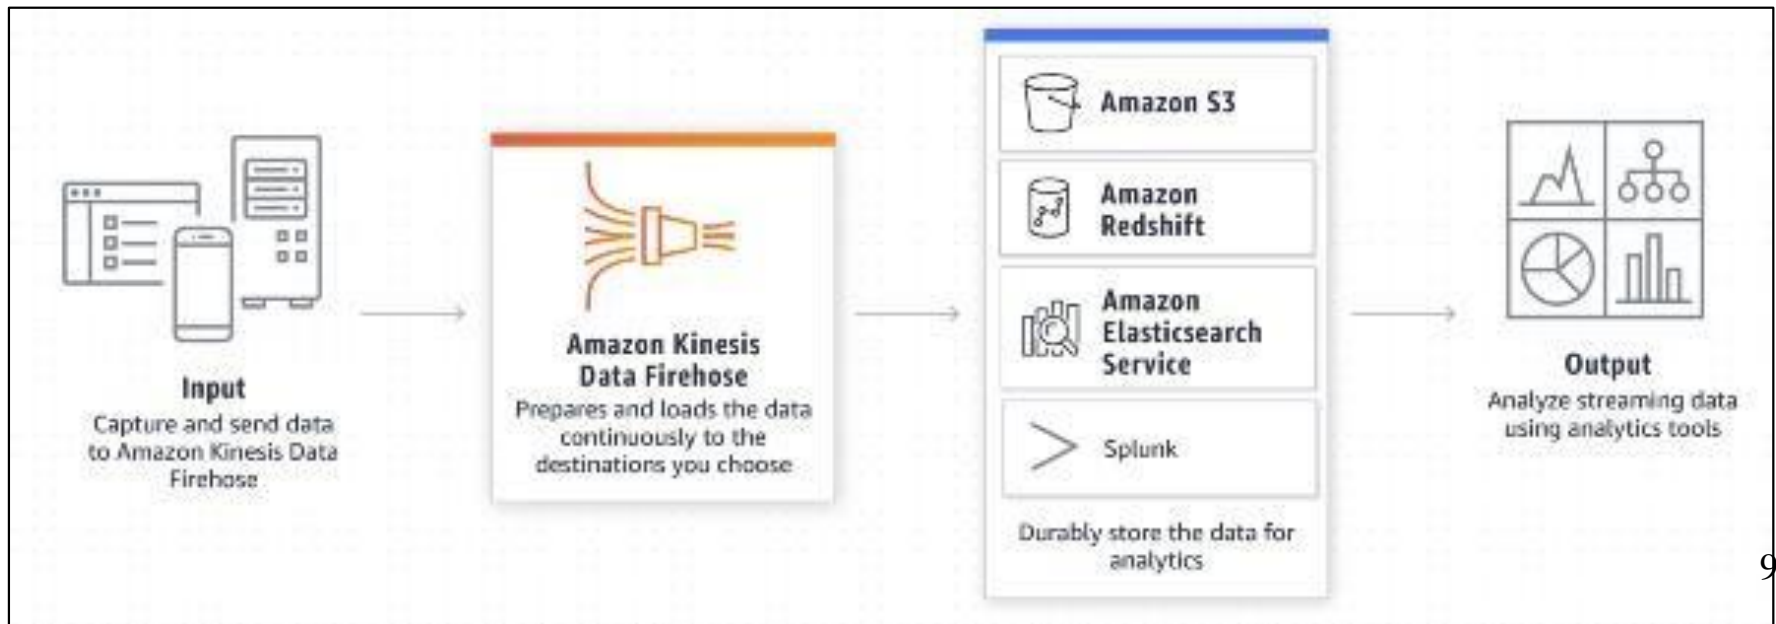 Input
Capture and send data
to Amazon Kinesis Data
Firehose
Amazon Kinesis
Data Firehose
Prepares and loads the data
continuously to the
destinations you choose
Amazon S3
Amazon
Redshift
Amazon
Elasticsearch
Service
Splunk
Durably store the data for
analytics
Output
Analyze streaming data
using analytics tools
9